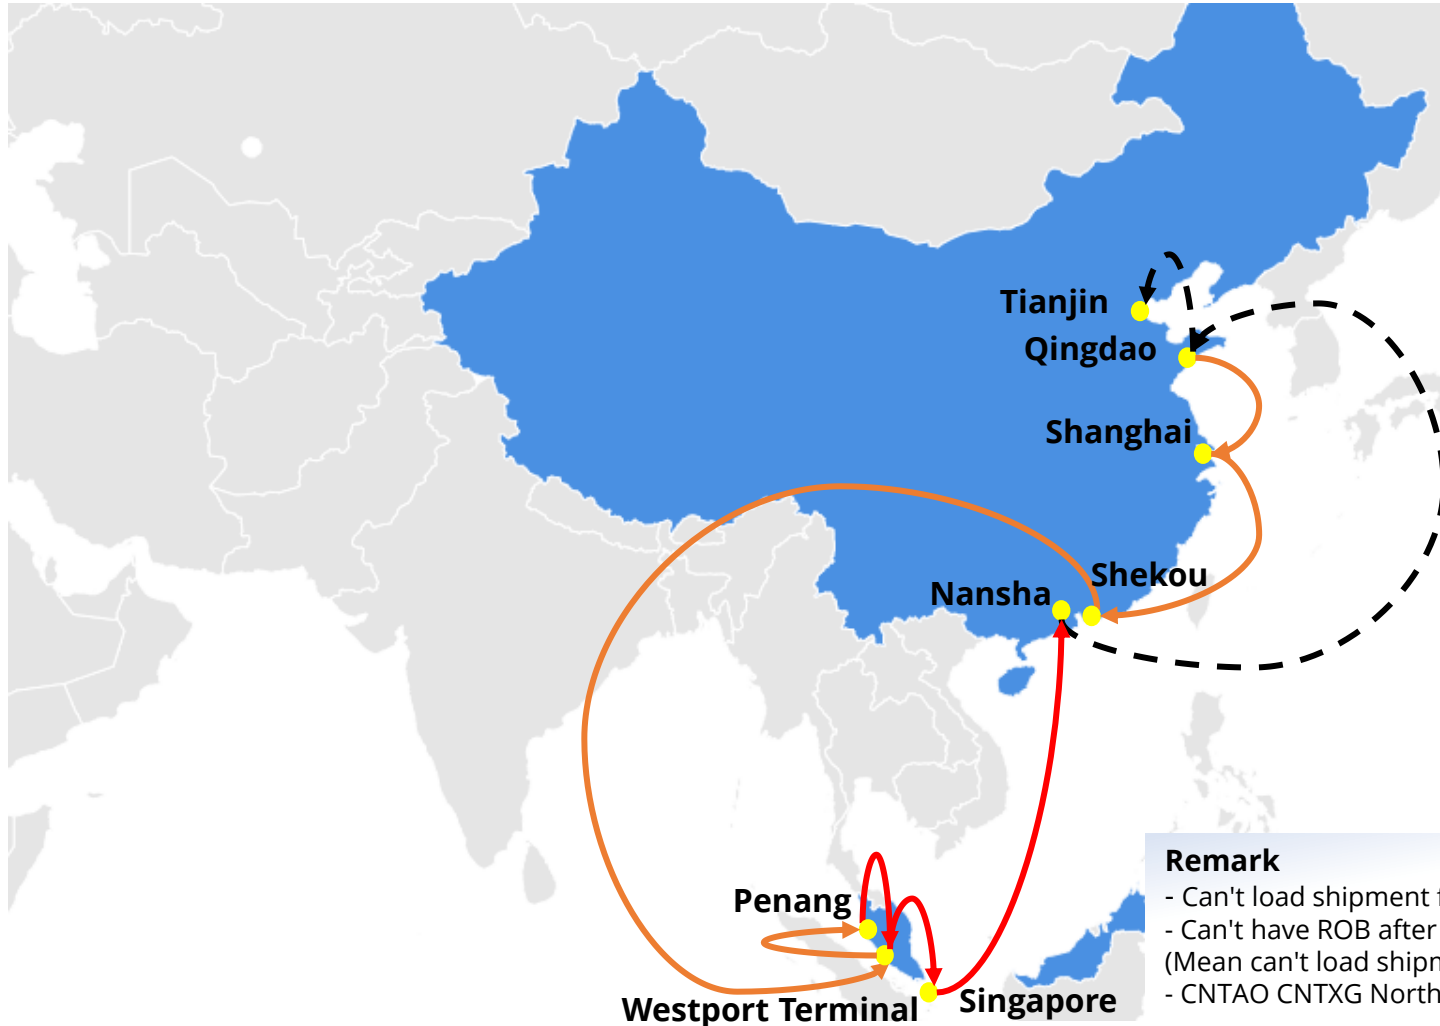 Tianjin
Qingdao
Shanghai
Shekou
Nansha
Penang
Westport Terminal
Singapore
Remark
- Can't load shipment
- Can't have ROB after
(Mean can't load
- CNTAO CNTXG North